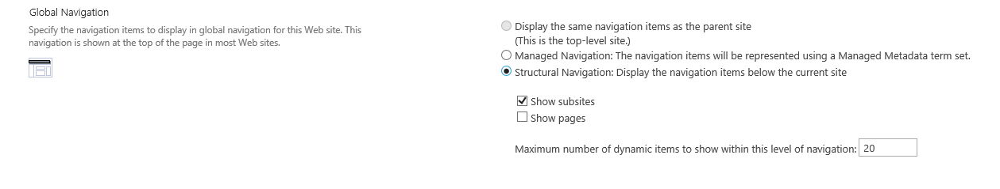 Global Navigation
Specify the navigation items to display in global navigation for this Web site. This
navigation is shown at the top of the page in most Web sites.
Display the same navigation items as the parent site
(This is the top-level site.)
Managed Navigation: The navigation items will be represented using a Managed Metadata term set.
Structural Navigation: Display the navigation items below the current site
Show subsites
Show pages
Maximum number of dynamic items to show within this level of navigation: 20